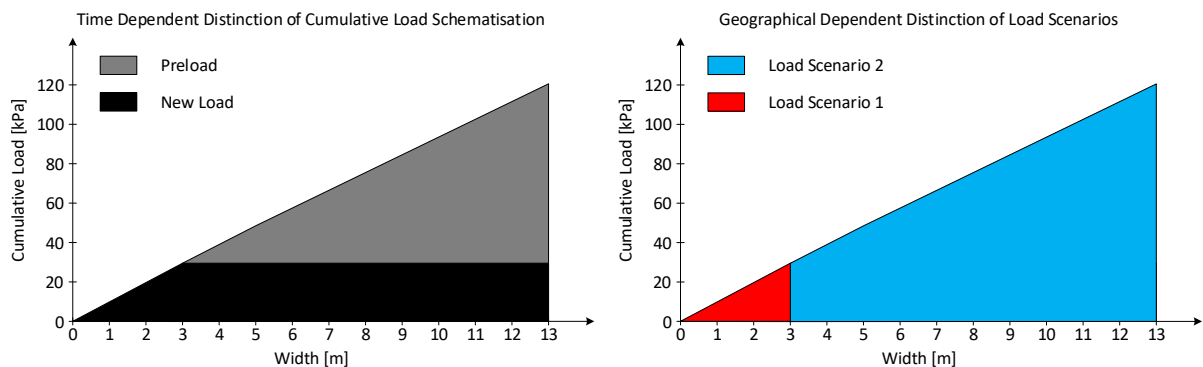 Time Dependent Distinction of Cumulative Load Schematisation
Preload
New Load
Cumulative Load [kPa]
120
100
80
60
40
20
0
0 1 2 3 4 5 6 7 8 9 10 11 12 13
Width [m]
Geographical Dependent Distinction of Load Scenarios
Load Scenario 2
Load Scenario 1
Cumulative Load [kPa]
120
100
80
60
40
20
0
0 1 2 3 4 5 6 7 8 9 10 11 12 13
Width [m]